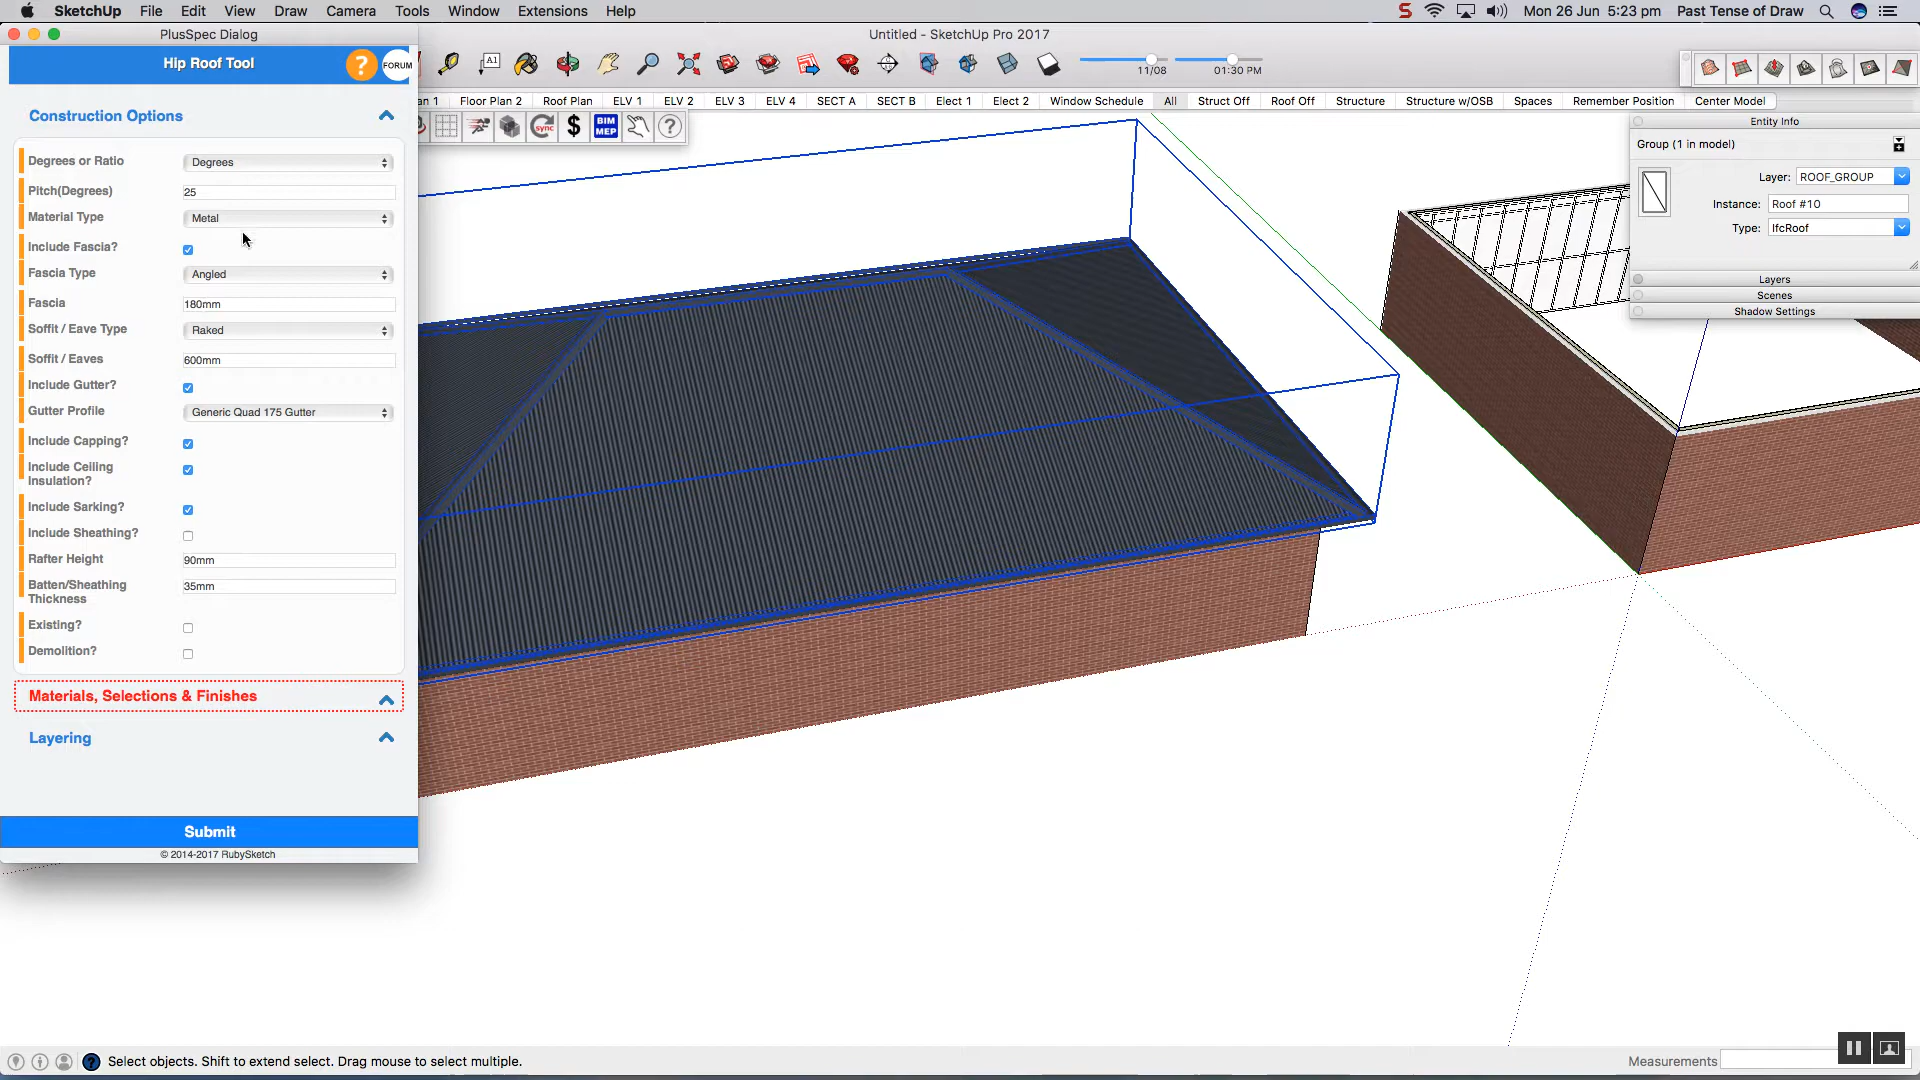 SketchUp File Edit View Draw Camera Tools Window Extensions Help
S Mon 26 Jun 5:23 pm Past Tense of Draw
PlusSpec Dialog
Untitled - SketchUp Pro 2017
Hip Roof Tool ? FORUM
A1
11/08 01:30 PM
Floor Plan 2 Roof Plan ELV 1 ELV 2 ELV 3 ELV 4 SECT A SECT B Elect 1 Elect 2 Window Schedule All Struct Off Roof Off Structure Structure w/OSB Spaces Remember Position Center Model
sync $ BIM MEP ?
Construction Options
Degrees or Ratio Degrees
Pitch(Degrees) 25
Material Type Metal
Include Fascia?
Fascia Type Angled
Fascia 180mm
Soffit / Eave Type Raked
Soffit / Eaves 600mm
Include Gutter?
Gutter Profile Generic Quad 175 Gutter
Include Capping?
Include Ceiling
Insulation?
Include Sarking?
Include Sheathing?
Rafter Height 90mm
Batten/Sheathing
Thickness 35mm
Existing?
Demolition?
Materials, Selections & Finishes
Layering
Submit
© 2014-2017 RubySketch
Entity Info
Group (1 in model)
Layer: ROOF_GROUP
Instance: Roof #10
Type: IfcRoof
Layers
Scenes
Shadow Settings
? Select objects. Shift to extend select. Drag mouse to select multiple.
Measurements